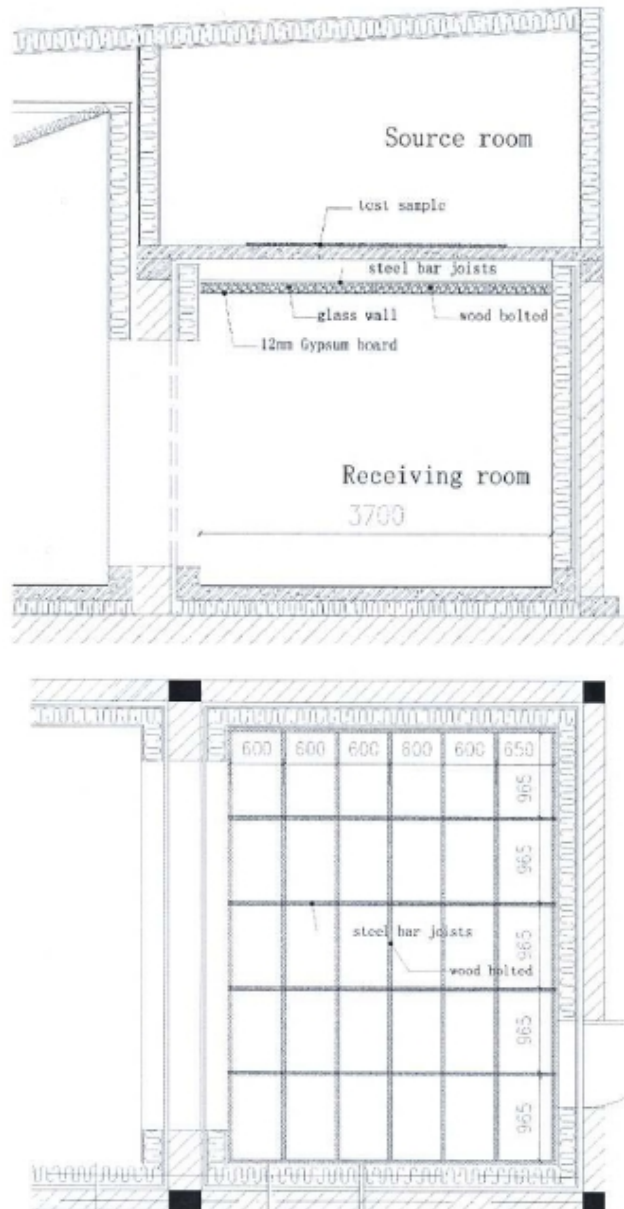 Source room
test sample
steel bar joists
glass wall
wood bolted
12mm Gypsum board
Receiving room
3700
600 600 600 600 600 650
965
965
steel bar joists
965
wood bolted
965
965